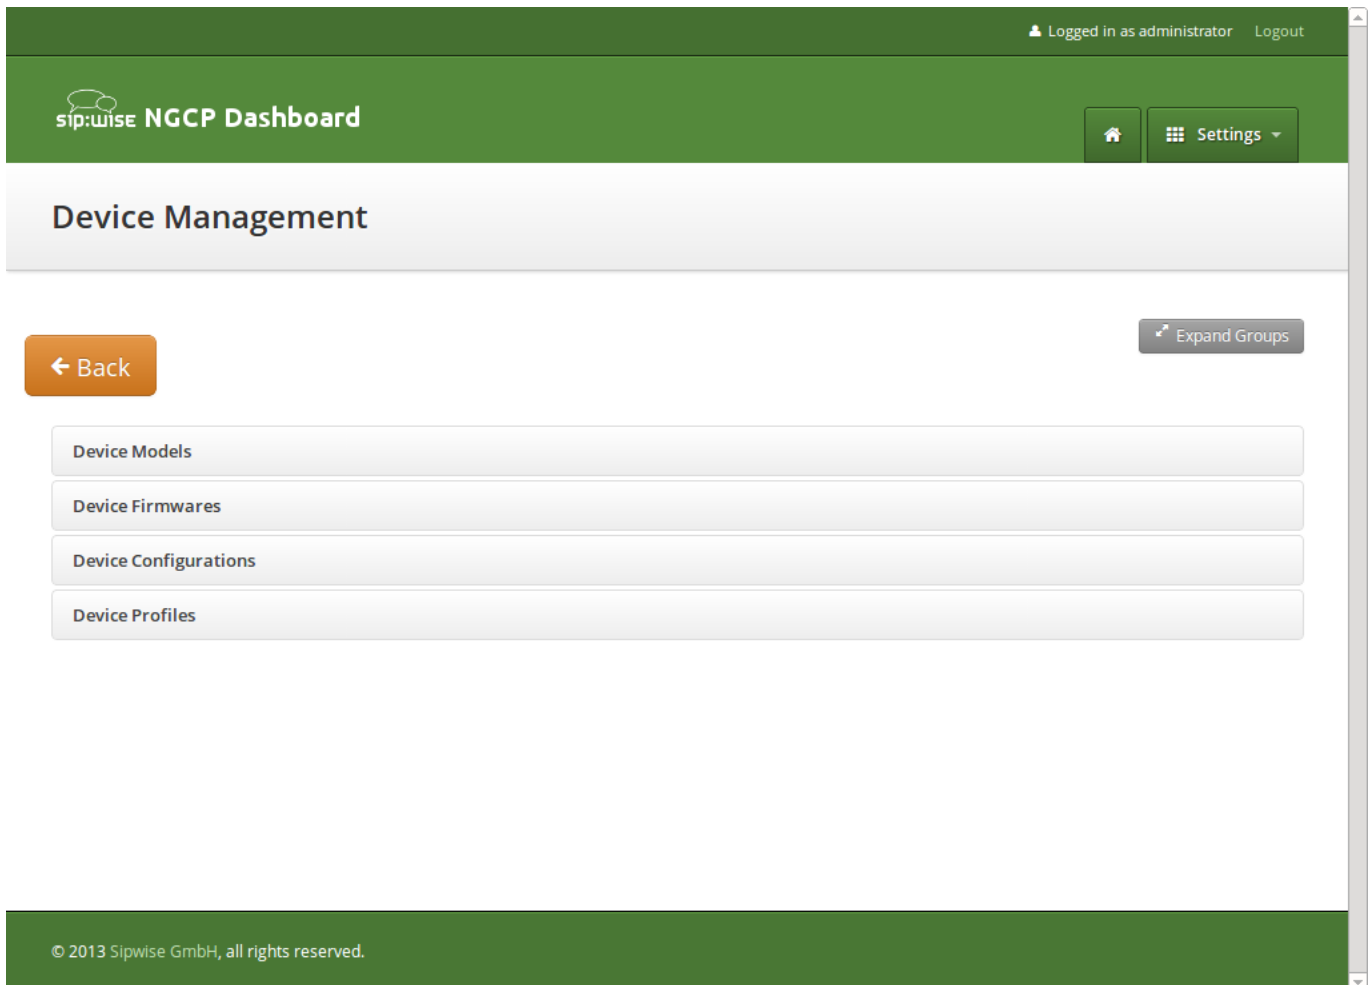 Logged in as administrator Logout
sip:wise NGCP Dashboard
Settings
Device Management
Expand Groups
Back
Device Models
Device Firmwares
Device Configurations
Device Profiles
© 2013 Sipwise GmbH, all rights reserved.